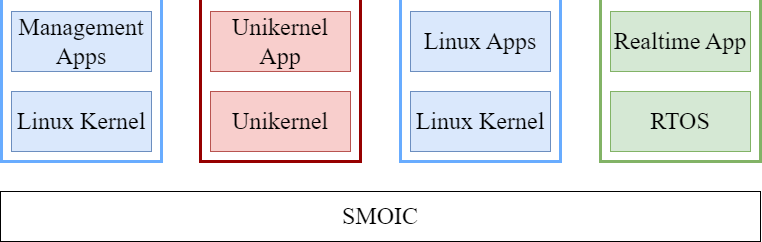 Management
Apps
Unikernel
App
Linux Apps
Realtime App
Linux Kernel
Unikernel
Linux Kernel
RTOS
SMOIC